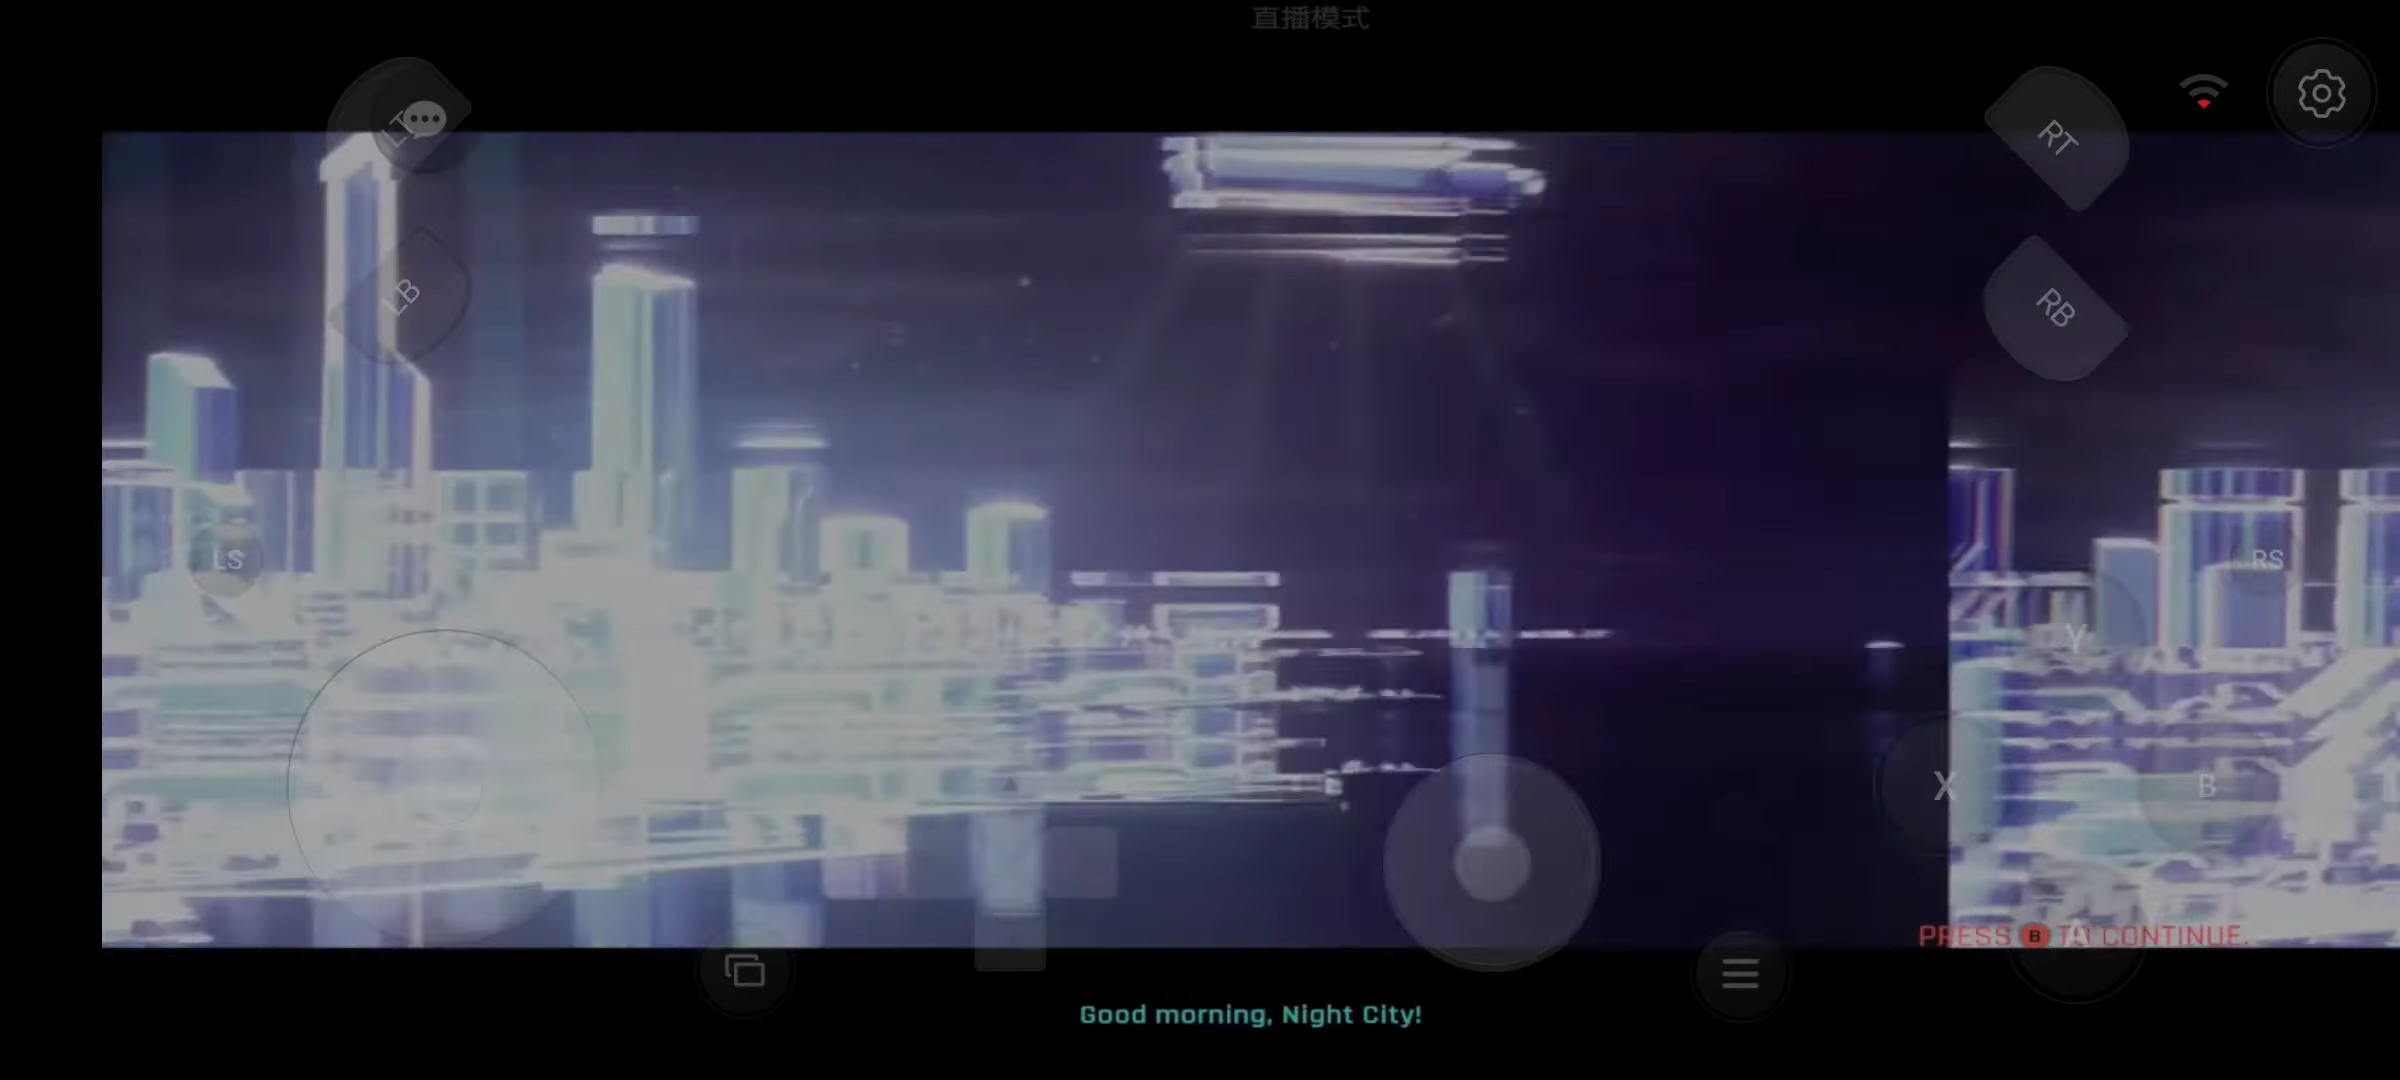 直播模式
LT
RT
LB
RB
LS
RS
Y
X
B
PRESS B TO CONTINUE.
A
Good morning, Night City!